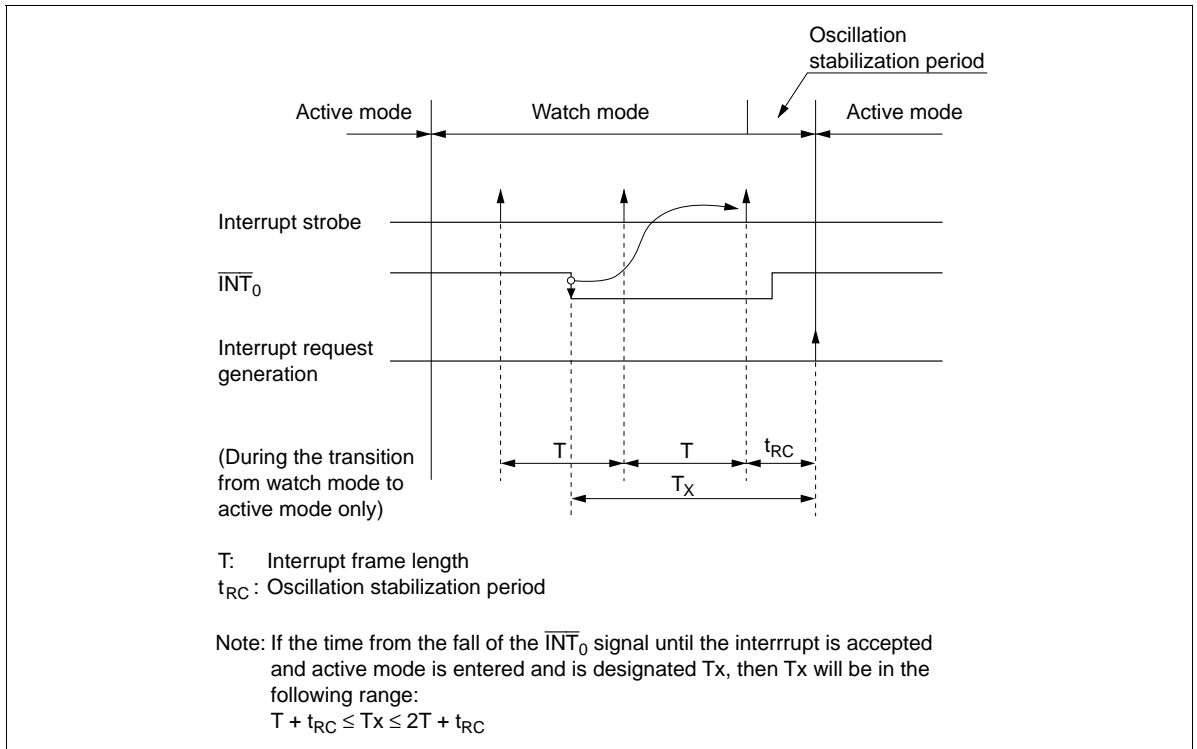 Oscillation
stabilization period
Active mode Watch mode Active mode
Interrupt strobe
I̅N̅T̅₀
Interrupt request
generation
(During the transition
from watch mode to
active mode only)
T T tRC
TX
T: Interrupt frame length
tRC : Oscillation stabilization period
Note: If the time from the fall of the I̅N̅T̅₀ signal until the interrrupt is accepted
and active mode is entered and is designated Tx, then Tx will be in the
following range:
T + tRC ≤ Tx ≤ 2T + tRC